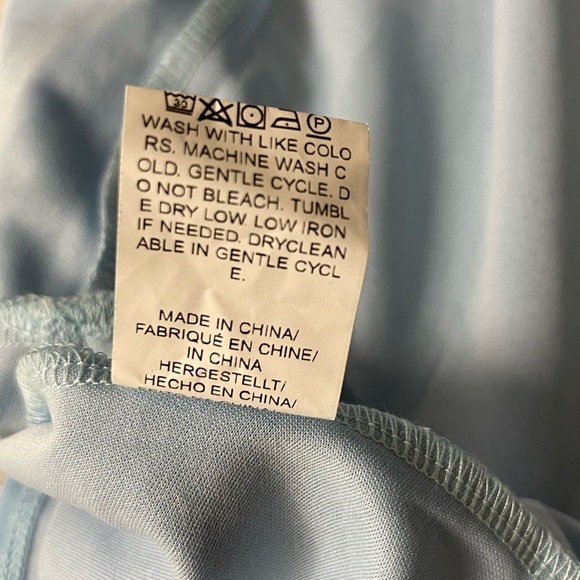 30 P
WASH WITH LIKE COLO
RS. MACHINE WASH C
OLD. GENTLE CYCLE. D
O NOT BLEACH. TUMBL
E DRY LOW. LOW IRON
IF NEEDED. DRYCLEAN
ABLE IN GENTLE CYCL
E.
MADE IN CHINA/
FABRIQUÉ EN CHINE/
IN CHINA
HERGESTELLT/
HECHO EN CHINA/